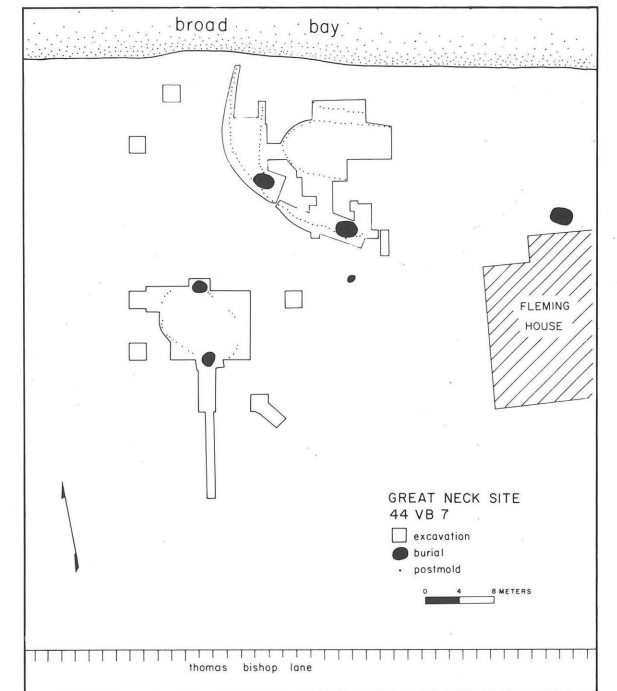 broad bay
FLEMING
HOUSE
GREAT NECK SITE
44 VB 7
excavation
burial
postmold
0 4 8 METERS
thomas bishop lane